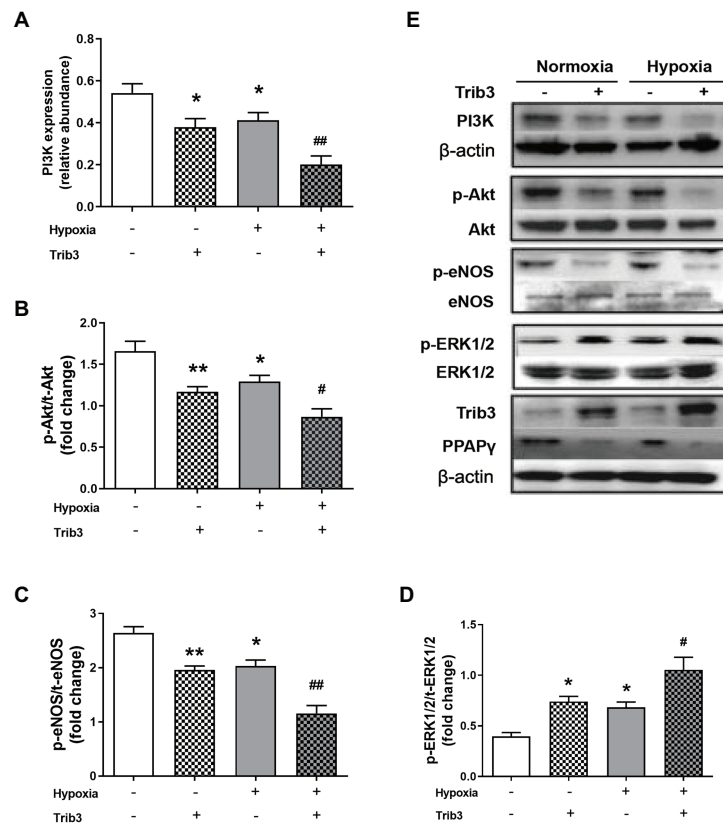 A
PI3K expression
(relative abundance)
0.8
0.6
0.4
0.2
0.0
*
*
##
Hypoxia - - + +
Trib3 - + - +
B
p-Akt/t-Akt
(fold change)
2.0
1.5
1.0
0.5
0.0
**
*
#
Hypoxia - - + +
Trib3 - + - +
C
p-eNOS/t-eNOS
(fold change)
3
2
1
0
**
*
##
Hypoxia - - + +
Trib3 - + - +
E
Normoxia Hypoxia
Trib3 - + - +
PI3K
β-actin
p-Akt
Akt
p-eNOS
eNOS
p-ERK1/2
ERK1/2
Trib3
PPAPγ
β-actin
D
p-ERK1/2/t-ERK1/2
(fold change)
1.5
1.0
0.5
0.0
*
*
#
Hypoxia - - + +
Trib3 - + - +